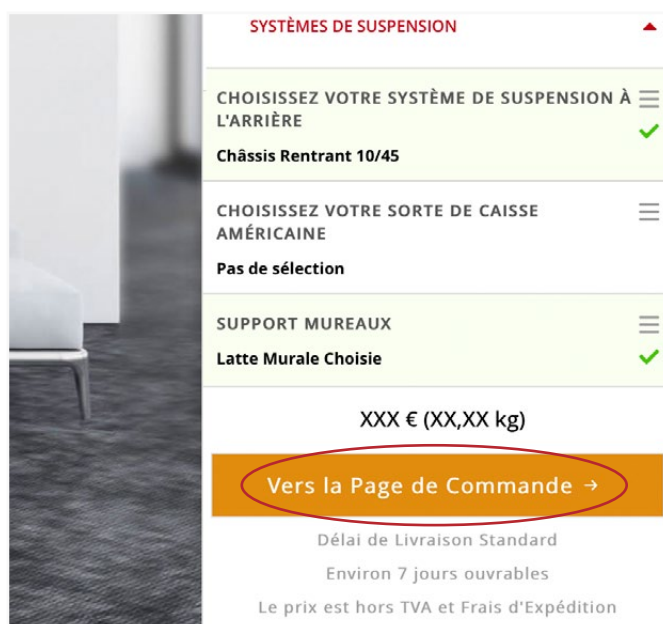 SYSTÈMES DE SUSPENSION
CHOISISSEZ VOTRE SYSTÈME DE SUSPENSION À
L'ARRIÈRE
Châssis Rentrant 10/45
CHOISISSEZ VOTRE SORTE DE CAISSE
AMÉRICAINE
Pas de sélection
SUPPORT MUREAUX
Latte Murale Choisie
XXX € (XX,XX kg)
Vers la Page de Commande →
Délai de Livraison Standard
Environ 7 jours ouvrables
Le prix est hors TVA et Frais d'Expédition